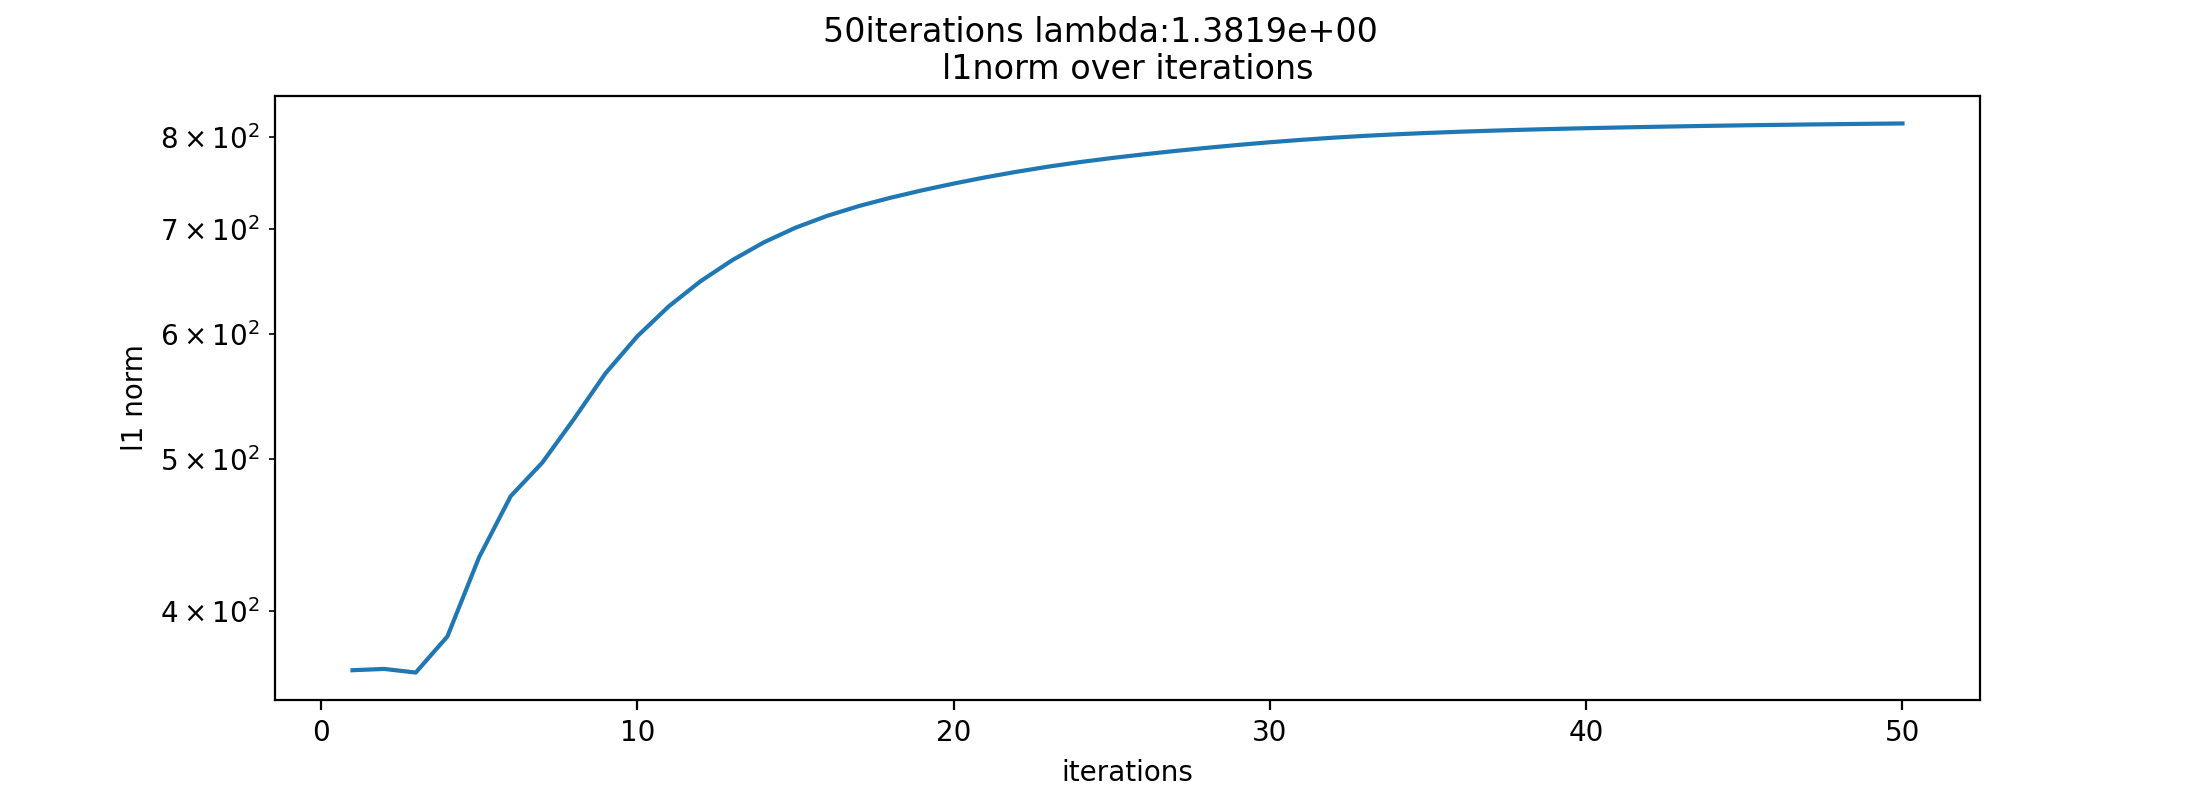 50iterations lambda:1.3819e+00
l1norm over iterations
8 × 10²
7 × 10²
6 × 10²
5 × 10²
4 × 10²
l1 norm
0 10 20 30 40 50
iterations